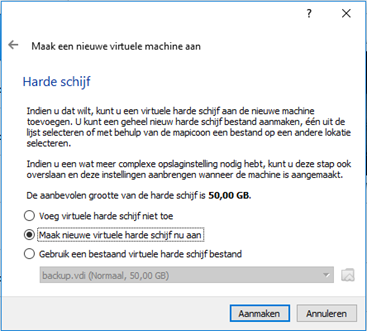 ?
Maak een nieuwe virtuele machine aan
Harde schijf
Indien u dat wilt, kunt u een virtuele harde schijf aan de nieuwe machine
toevoegen. U kunt een geheel nieuw harde schijf bestand aanmaken, één uit de
lijst selecteren of met behulp van de mapicoon een bestand op een andere locatie
selecteren.
Indien u een wat meer complexe opslaginstelling nodig hebt, kunt u deze stap ook
overslaan en deze instellingen aanbrengen wanneer de machine is aangemaakt.
De aanbevolen grootte van de harde schijf is 50,00 GB.
Voeg virtuele harde schijf niet toe
Maak nieuwe virtuele harde schijf nu aan
Gebruik een bestaand virtuele harde schijf bestand
backup.vdi (Normaal, 50,00 GB)
Aanmaken Annuleren